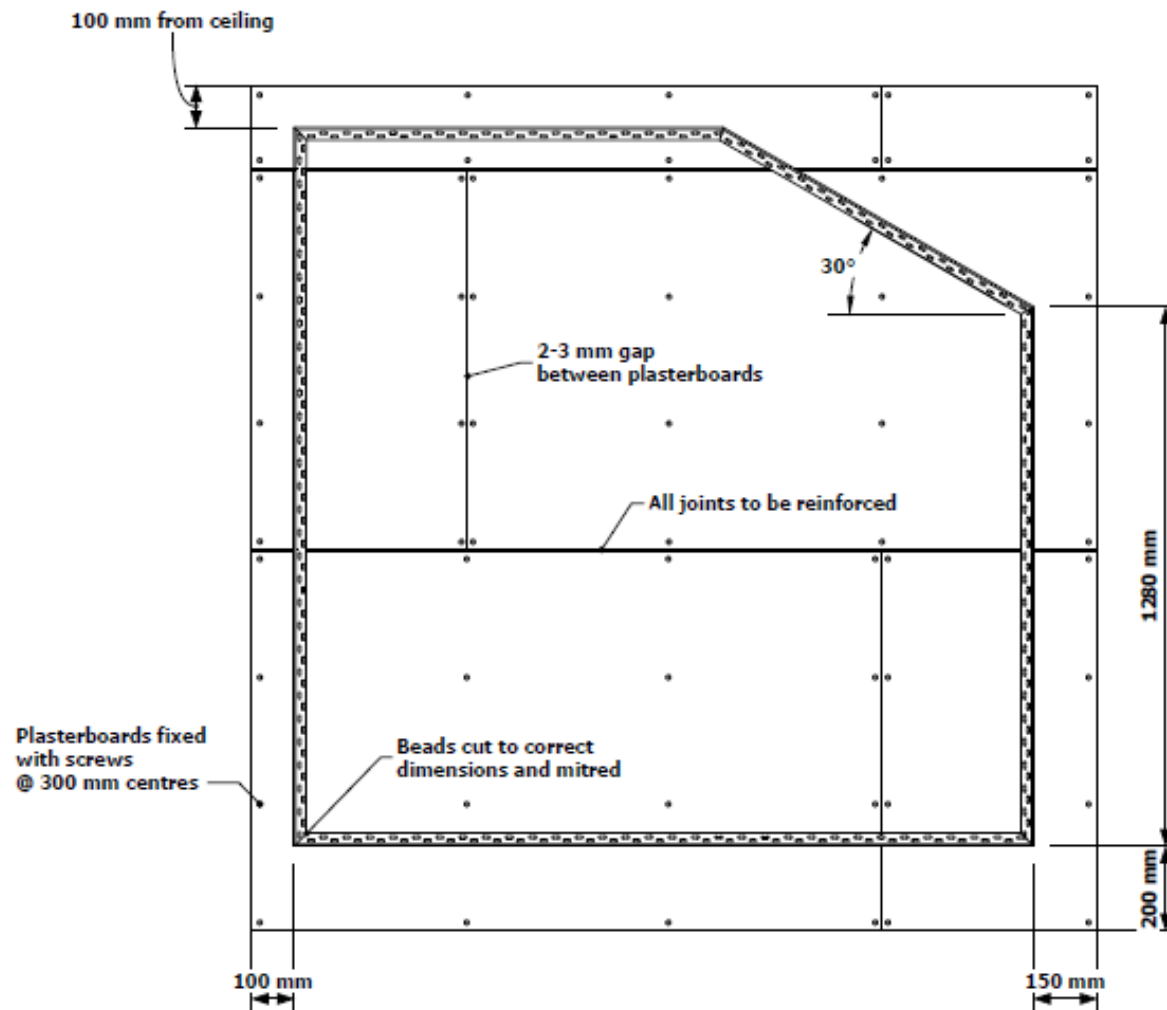 100 mm from ceiling
30°
2-3 mm gap
between plasterboards
All joints to be reinforced
1280 mm
Plasterboards fixed
with screws
@ 300 mm centres
Beads cut to correct
dimensions and mitred
200 mm
100 mm
150 mm